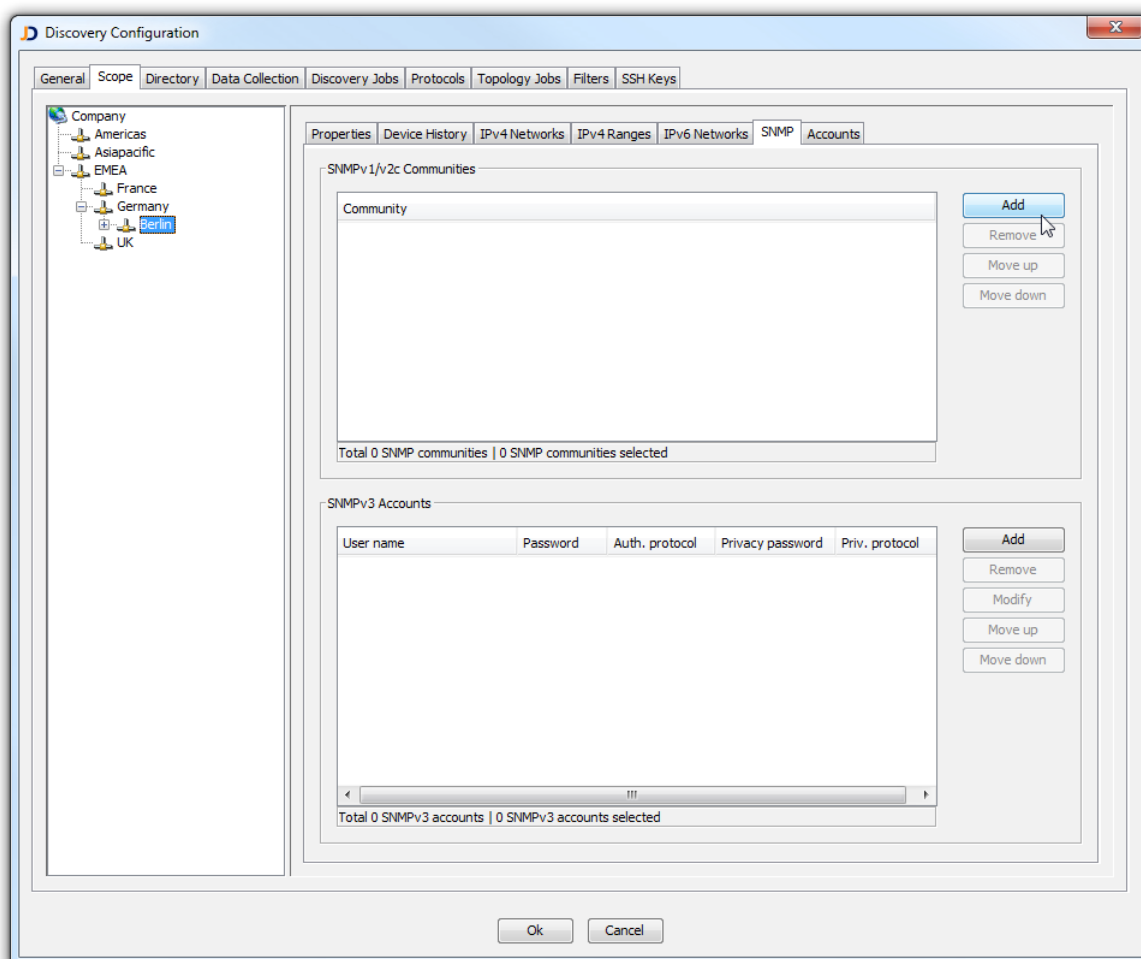 Discovery Configuration
General Scope Directory Data Collection Discovery Jobs Protocols Topology Jobs Filters SSH Keys
Company
Americas
Asiapacific
EMEA
France
Germany
Berlin
UK
Properties Device History IPv4 Networks IPv4 Ranges IPv6 Networks SNMP Accounts
SNMPv1/v2c Communities
Community
Add
Remove
Move up
Move down
Total 0 SNMP communities | 0 SNMP communities selected
SNMPv3 Accounts
User name Password Auth. protocol Privacy password Priv. protocol
Add
Remove
Modify
Move up
Move down
Total 0 SNMPv3 accounts | 0 SNMPv3 accounts selected
Ok Cancel